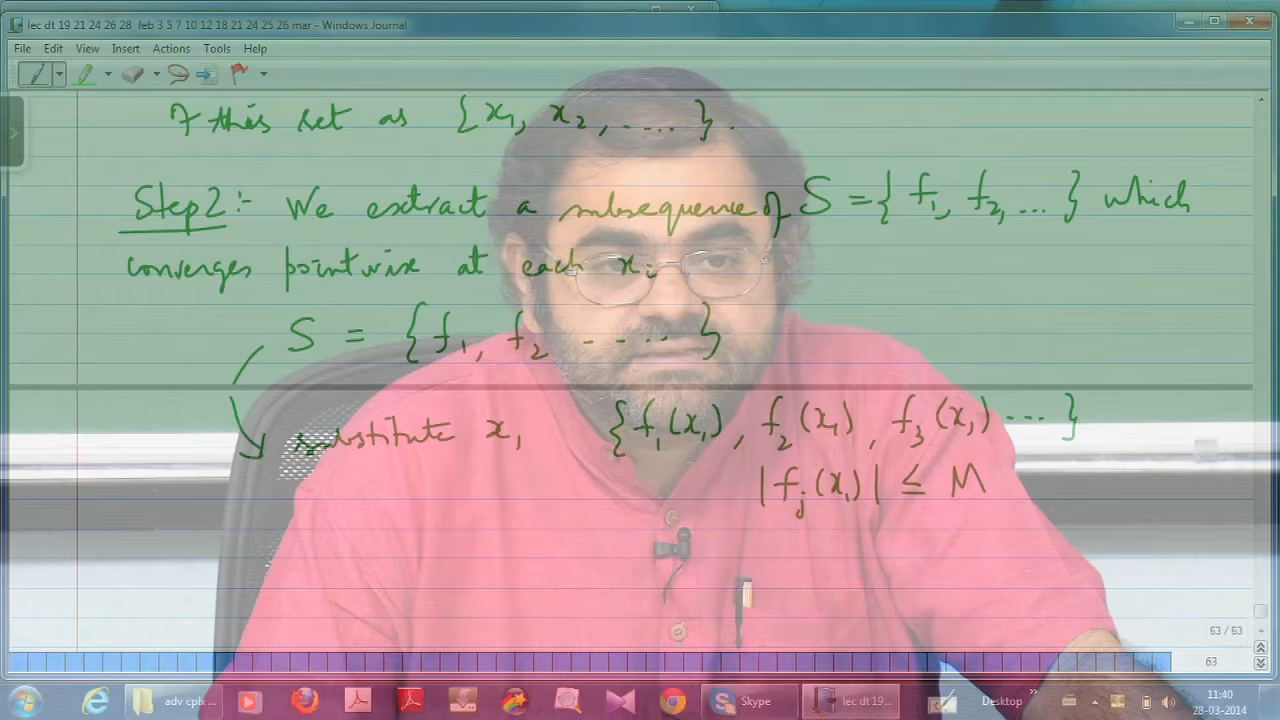 lec dt 19 21 24 26 28 feb 3 5 7 10 12 18 21 24 25 26 mar - Windows Journal
File Edit View Insert Actions Tools Help
of this set as {x₁, x₂, ....}.
Step2:- We extract a subsequence of S = {f₁, f₂, ...} which
converges pointwise at each xᵢ
S = {f₁, f₂ .....}
substitute x₁ {f₁(x₁), f₂(x₁), f₃(x₁) ....}
|fⱼ(x₁)| ≤ M
63 / 63
63
adv cplx ...
Skype
lec dt 19...
Desktop
11:40
28-03-2014